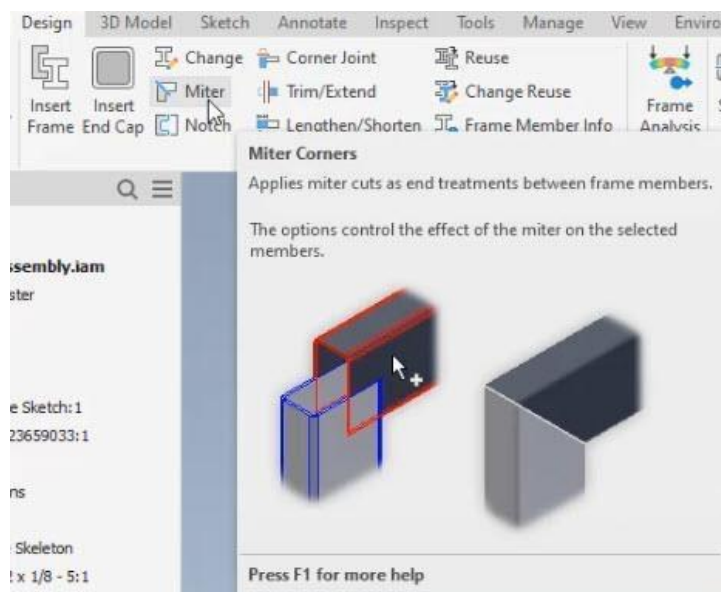 Design 3D Model Sketch Annotate Inspect Tools Manage View Enviro
Insert Frame
Insert End Cap
Change
Miter
Notch
Corner Joint
Trim/Extend
Lengthen/Shorten
Reuse
Change Reuse
Frame Member Info
Frame Analysis
Miter Corners
Applies miter cuts as end treatments between frame members.
The options control the effect of the miter on the selected
members.
Press F1 for more help
ssembly.iam
ster
e Sketch:1
23659033:1
ns
Skeleton
x 1/8 - 5:1